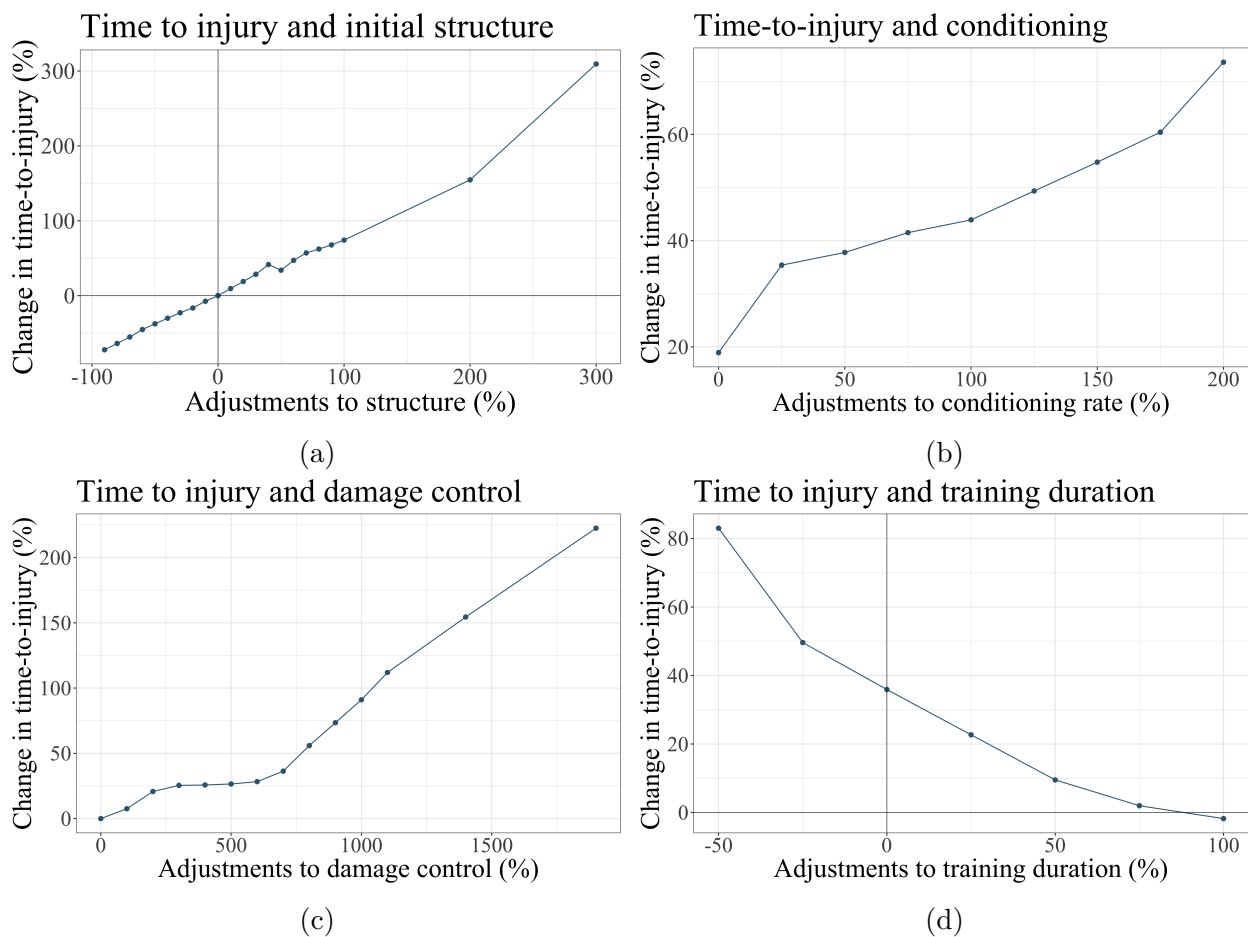 Time to injury and initial structure
Change in time-to-injury (%)
300
200
100
0
-100
0
100
200
300
Adjustments to structure (%)
(a)
Time-to-injury and conditioning
Change in time-to-injury (%)
60
40
20
0
50
100
150
200
Adjustments to conditioning rate (%)
(b)
Time to injury and damage control
Change in time-to-injury (%)
200
150
100
50
0
0
500
1000
1500
Adjustments to damage control (%)
(c)
Time to injury and training duration
Change in time-to-injury (%)
80
60
40
20
0
-50
0
50
100
Adjustments to training duration (%)
(d)